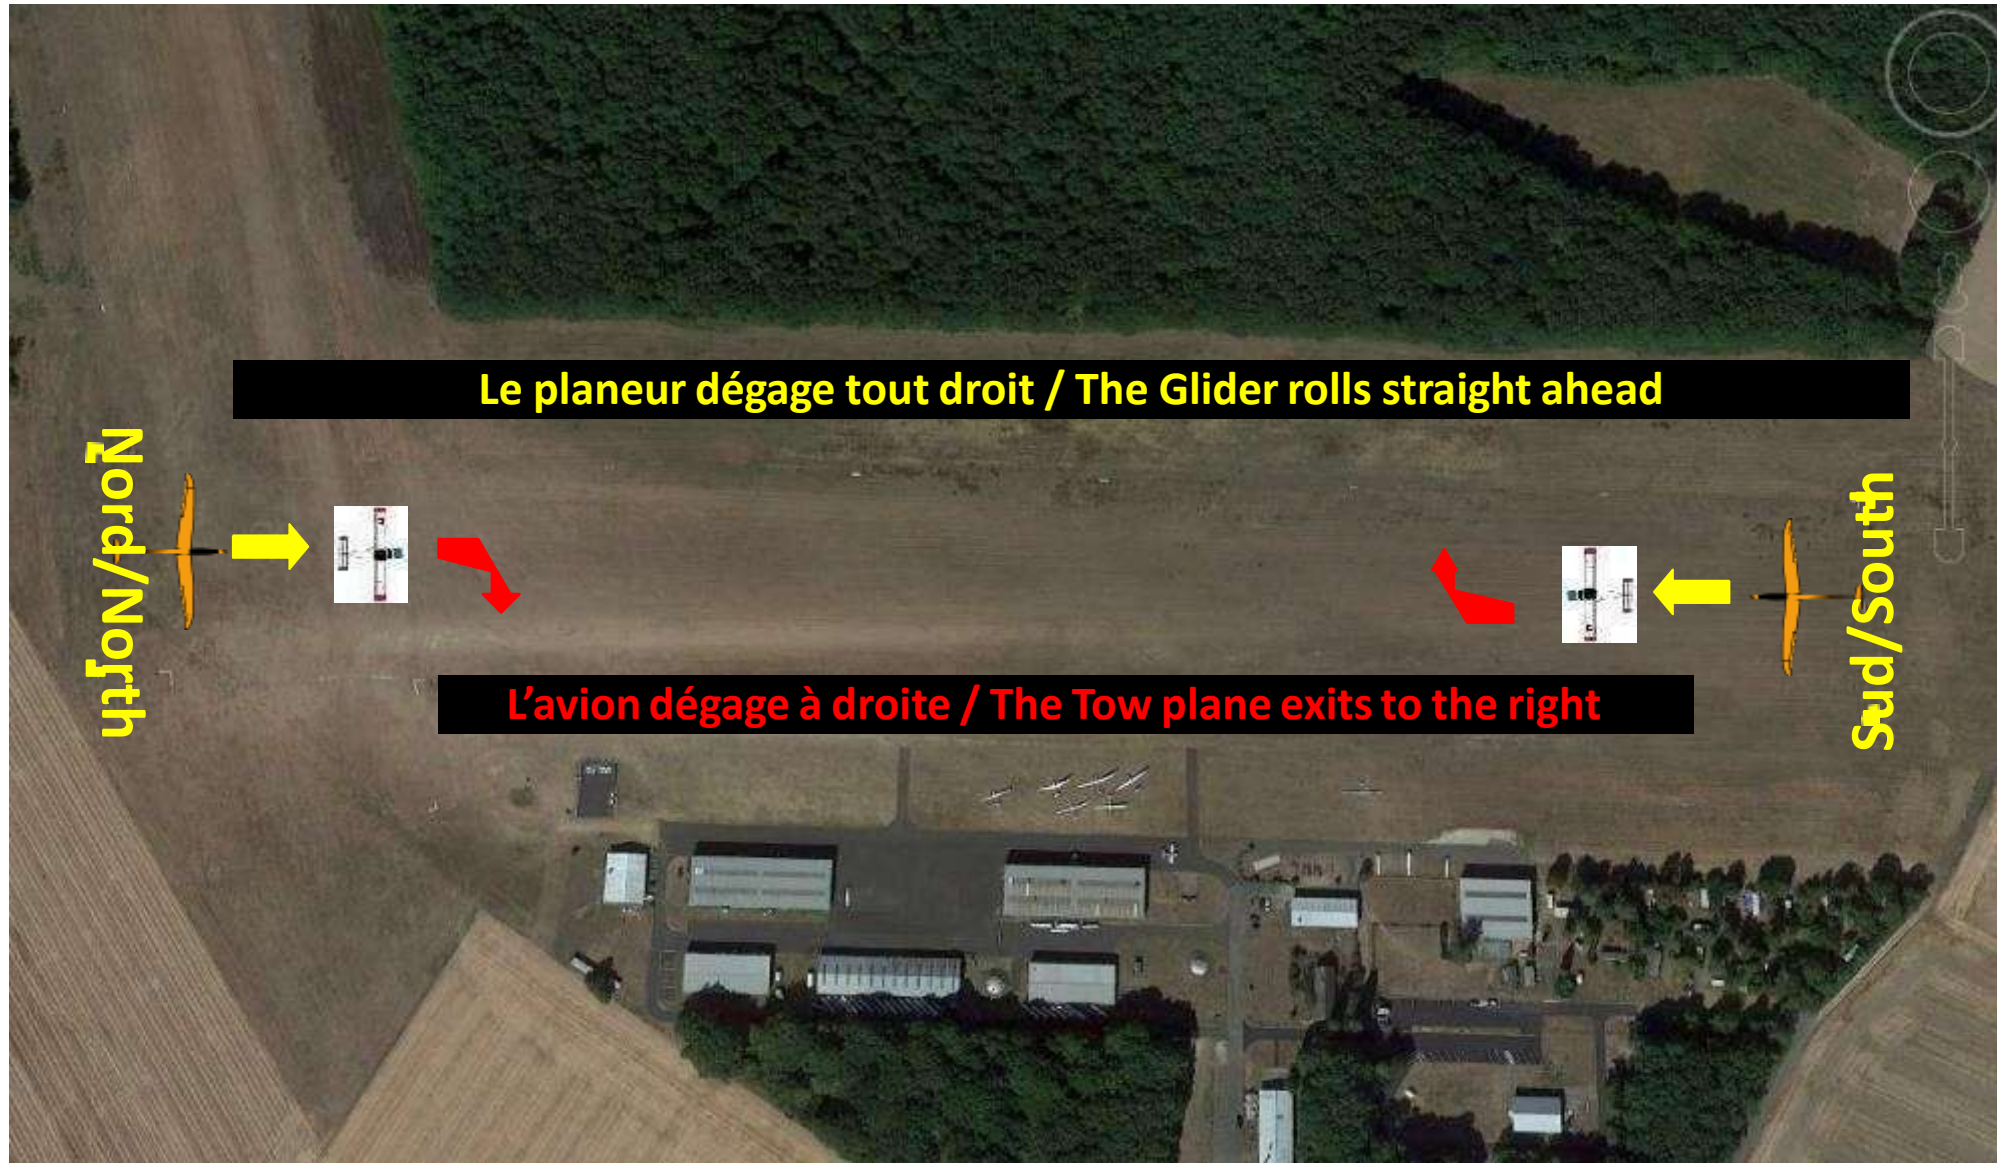 Le planeur dégage tout droit / The Glider rolls straight ahead
Nord/North
Sud/South
L’avion dégage à droite / The Tow plane exits to the right